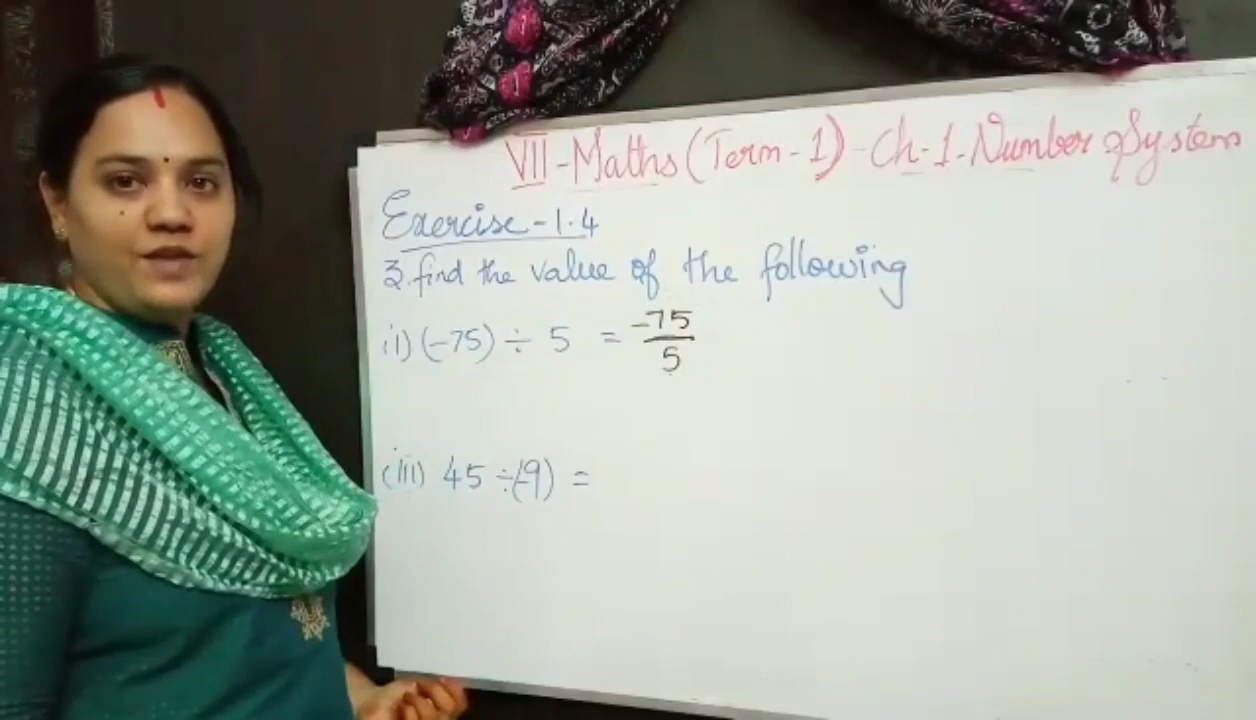 VII - Maths (Term - 1) - Ch - 1. Number System
Exercise - 1.4
3. find the value of the following
ii) (-75) ÷ 5 = -75/5
(iii) 45 ÷ (-9) =